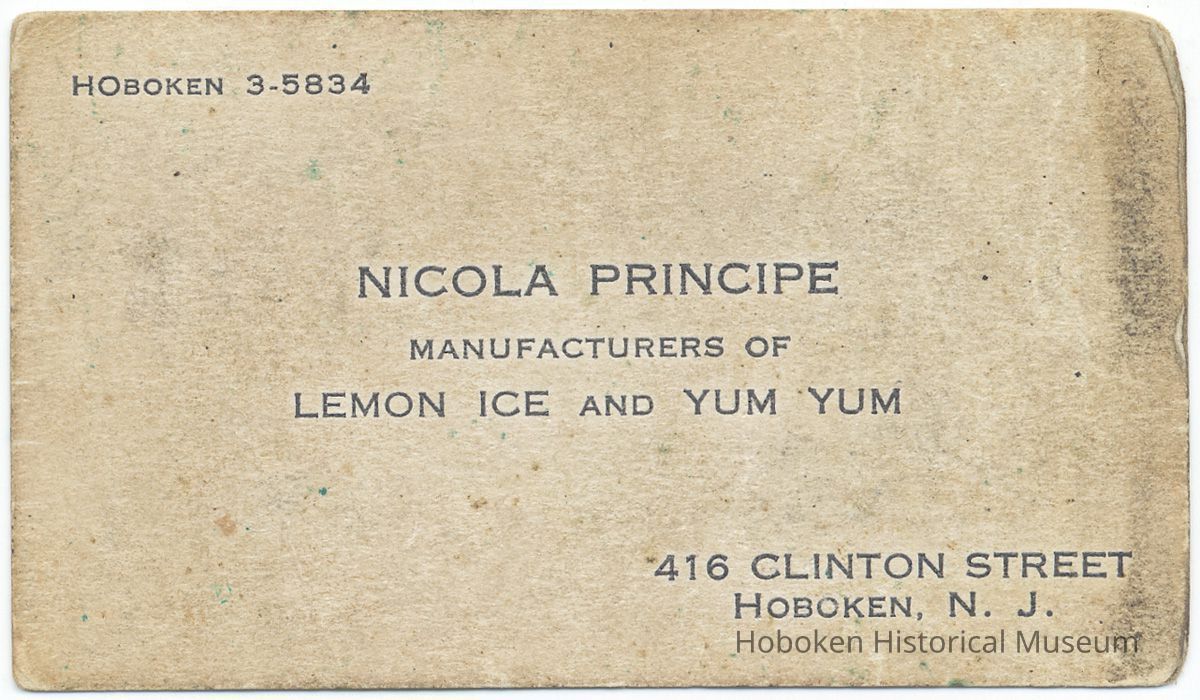 HOBOKEN 3-5834
NICOLA PRINCIPE
MANUFACTURERS OF
LEMON ICE AND YUM YUM
416 CLINTON STREET
HOBOKEN, N. J.
Hoboken Historical Museum